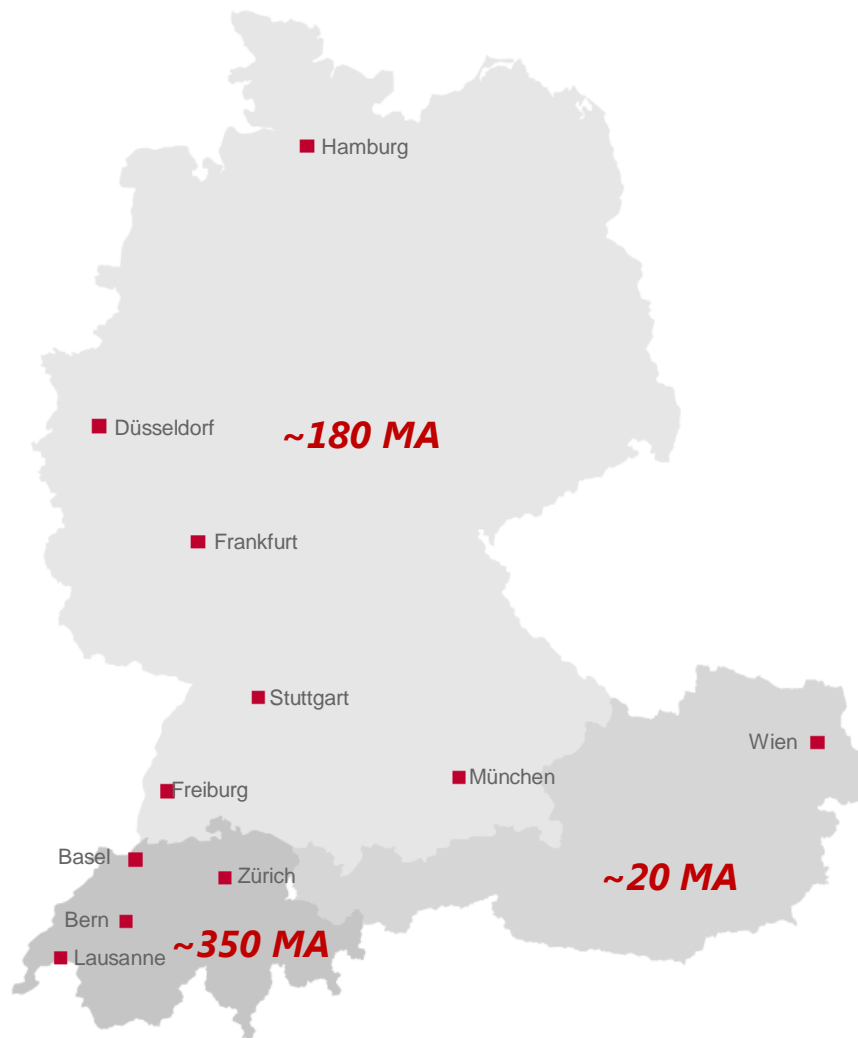 Hamburg
Düsseldorf
~180 MA
Frankfurt
Stuttgart
Wien
München
Freiburg
Basel
Zürich
~20 MA
Bern
~350 MA
Lausanne